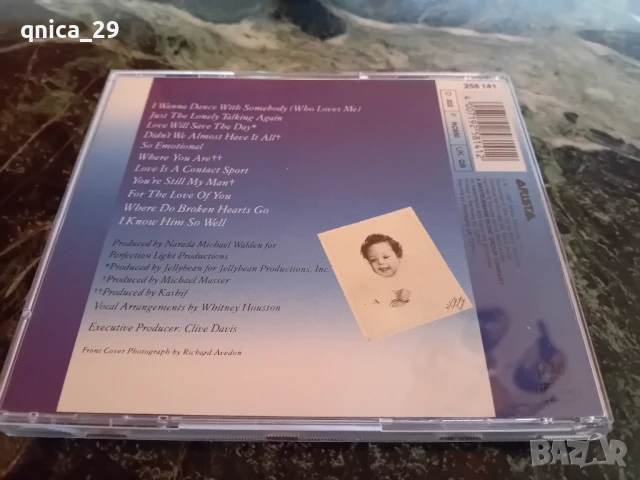 qnica_29
I Wanna Dance With Somebody (Who Loves Me)
Just The Lonely Talking Again
Love Will Save The Day*
Didn't We Almost Have It All†
So Emotional
Where You Are††
Love Is A Contact Sport
You're Still My Man†
For The Love Of You
Where Do Broken Hearts Go
I Know Him So Well
Produced by Narada Michael Walden for
Perfection Light Productions
*Produced by Jellybean for Jellybean Productions, Inc.
†Produced by Michael Masser
††Produced by Kashif
Vocal Arrangements by Whitney Houston
Executive Producer: Clive Davis
Front Cover Photograph by Richard Avedon
258 141
ARISTA
BAZAR